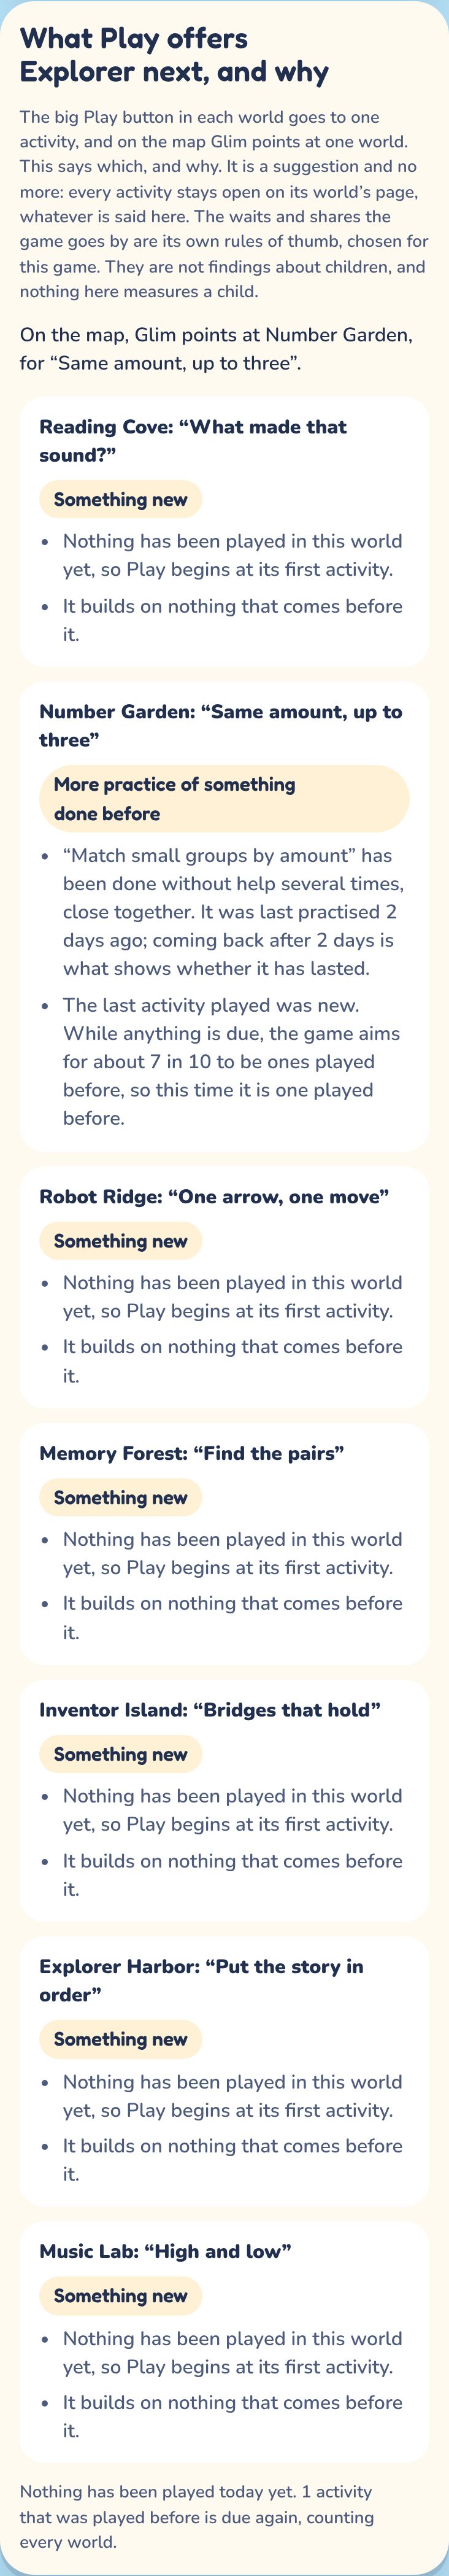 What Play offers
Explorer next, and why
The big Play button in each world goes to one
activity, and on the map Glim points at one world.
This says which, and why. It is a suggestion and no
more: every activity stays open on its world’s page,
whatever is said here. The waits and shares the
game goes by are its own rules of thumb, chosen for
this game. They are not findings about children, and
nothing here measures a child.
On the map, Glim points at Number Garden,
for “Same amount, up to three”.
Reading Cove: “What made that
sound?”
Something new
• Nothing has been played in this world
yet, so Play begins at its first activity.
• It builds on nothing that comes before
it.
Number Garden: “Same amount, up to
three”
More practice of something
done before
• “Match small groups by amount” has
been done without help several times,
close together. It was last practised 2
days ago; coming back after 2 days is
what shows whether it has lasted.
• The last activity played was new.
While anything is due, the game aims
for about 7 in 10 to be ones played
before, so this time it is one played
before.
Robot Ridge: “One arrow, one move”
Something new
• Nothing has been played in this world
yet, so Play begins at its first activity.
• It builds on nothing that comes before
it.
Memory Forest: “Find the pairs”
Something new
• Nothing has been played in this world
yet, so Play begins at its first activity.
• It builds on nothing that comes before
it.
Inventor Island: “Bridges that hold”
Something new
• Nothing has been played in this world
yet, so Play begins at its first activity.
• It builds on nothing that comes before
it.
Explorer Harbor: “Put the story in
order”
Something new
• Nothing has been played in this world
yet, so Play begins at its first activity.
• It builds on nothing that comes before
it.
Music Lab: “High and low”
Something new
• Nothing has been played in this world
yet, so Play begins at its first activity.
• It builds on nothing that comes before
it.
Nothing has been played today yet. 1 activity
that was played before is due again, counting
every world.